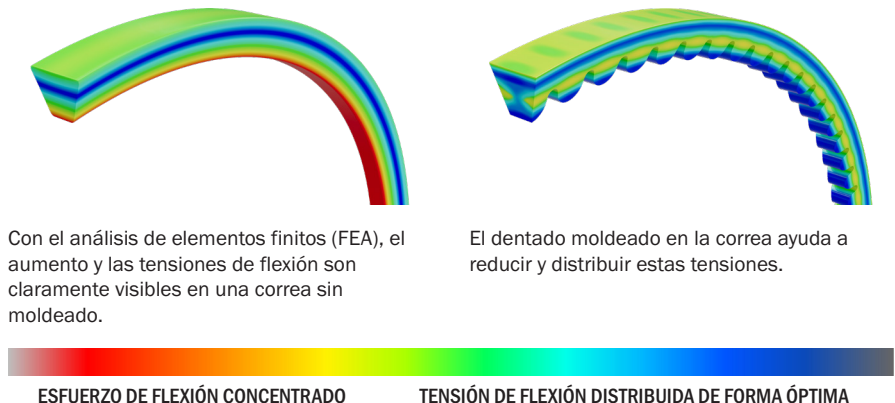 Con el análisis de elementos finitos (FEA), el
aumento y las tensiones de flexión son
claramente visibles en una correa sin
moldeado.
El dentado moldeado en la correa ayuda a
reducir y distribuir estas tensiones.
ESFUERZO DE FLEXIÓN CONCENTRADO
TENSIÓN DE FLEXIÓN DISTRIBUIDA DE FORMA ÓPTIMA